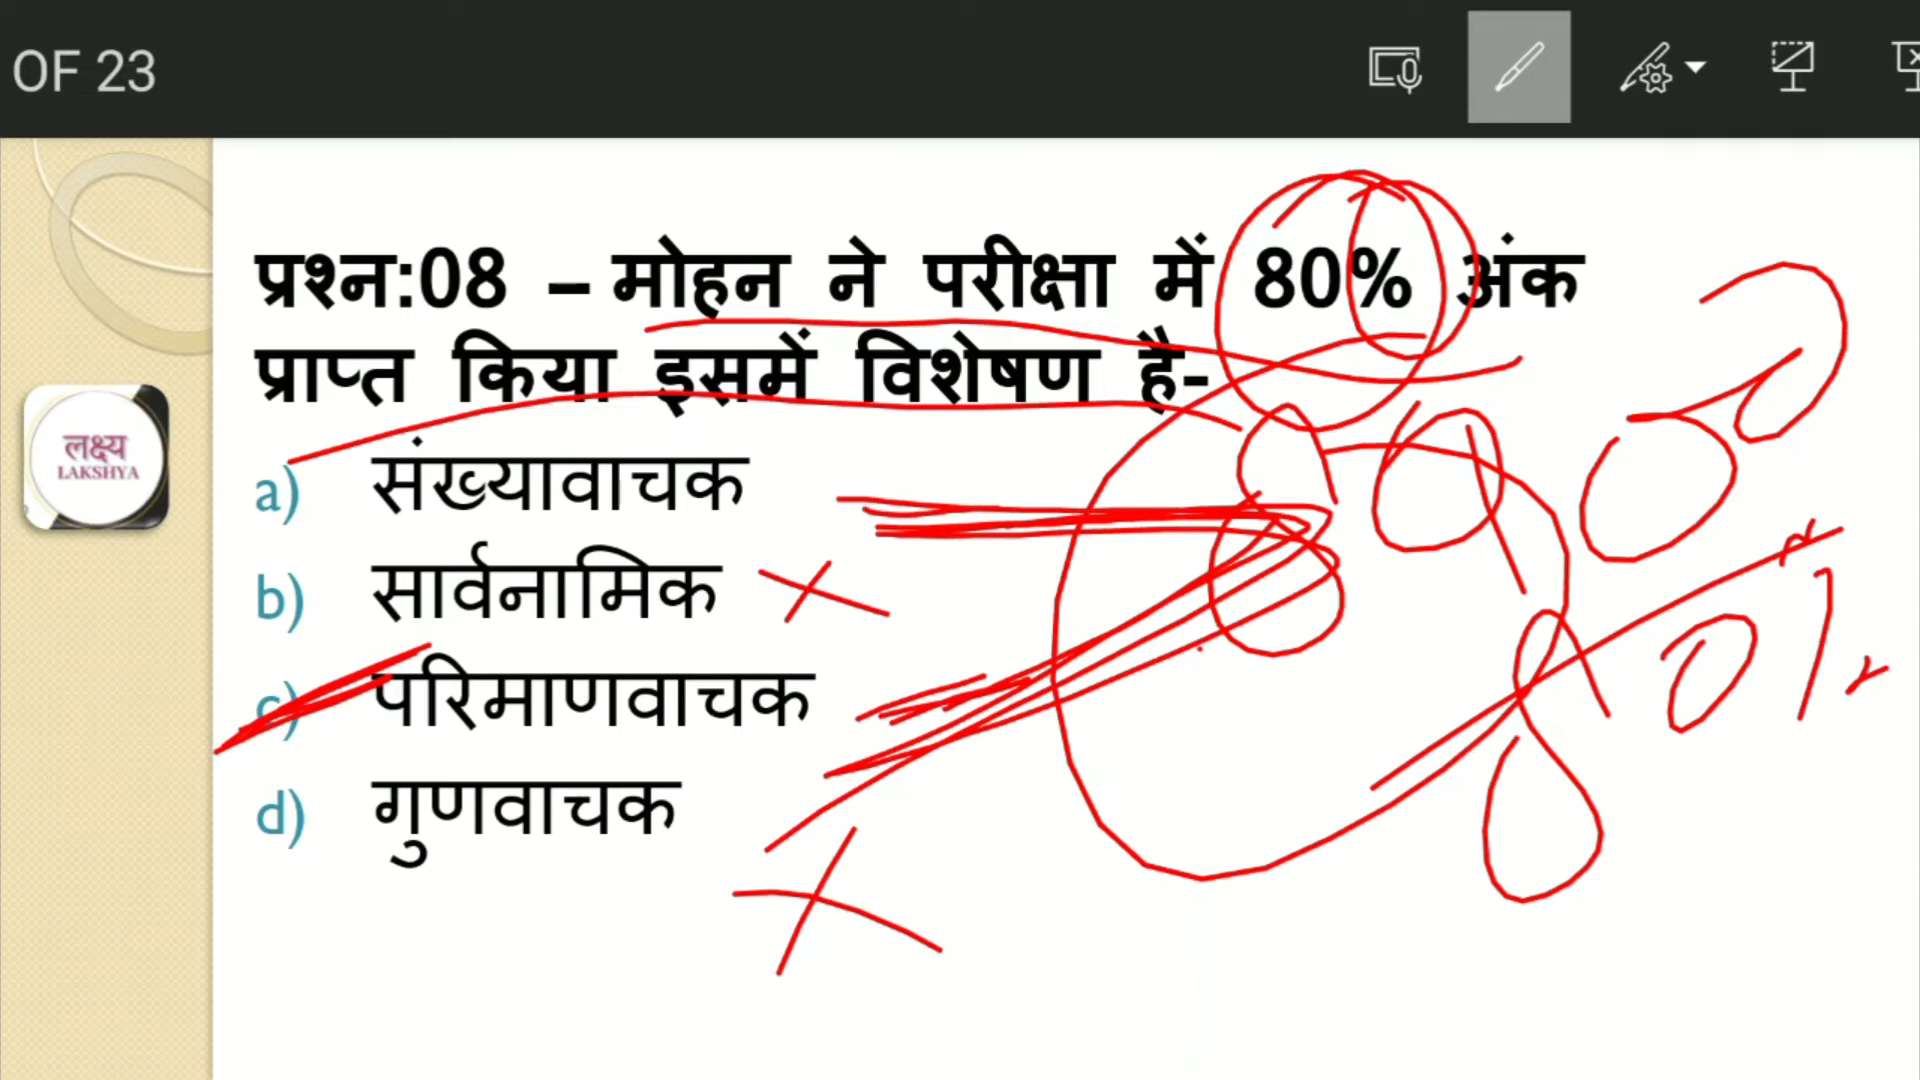 OF 23
प्रश्न:08 – मोहन ने परीक्षा में 80% अंक
प्राप्त किया इसमें विशेषण है-
लक्ष्य
LAKSHYA
a) संख्यावाचक
b) सार्वनामिक
c) परिमाणवाचक
d) गुणवाचक